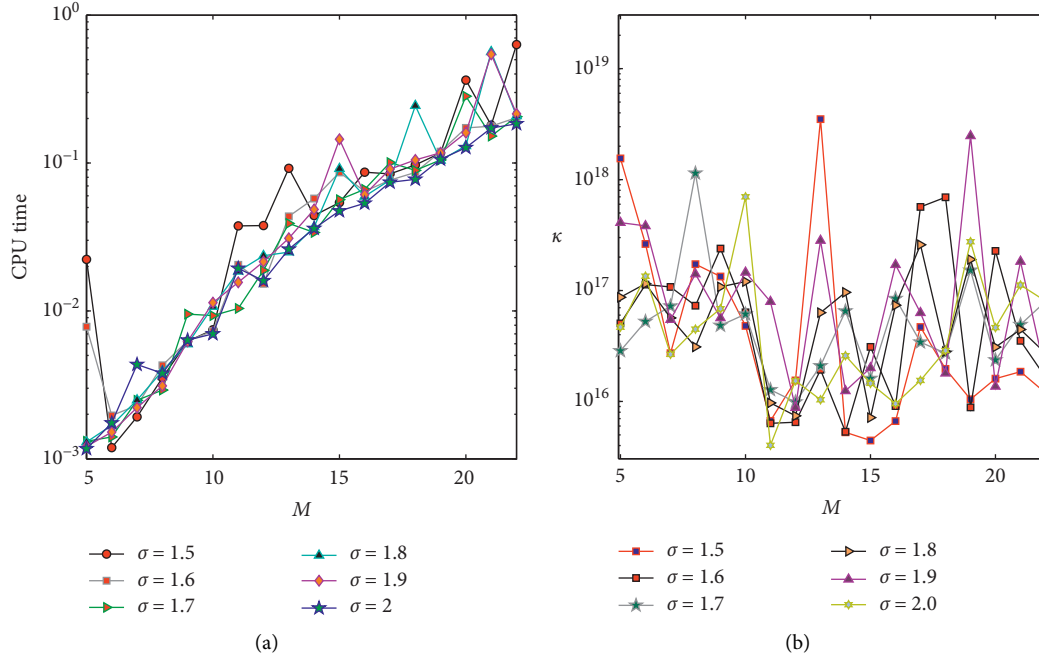 10^0
10^−1
10^−2
10^−3
CPU time
5 10 15 20
M
σ = 1.5
σ = 1.6
σ = 1.7
σ = 1.8
σ = 1.9
σ = 2
(a)
10^19
10^18
10^17
10^16
κ
5 10 15 20
M
σ = 1.5
σ = 1.6
σ = 1.7
σ = 1.8
σ = 1.9
σ = 2.0
(b)